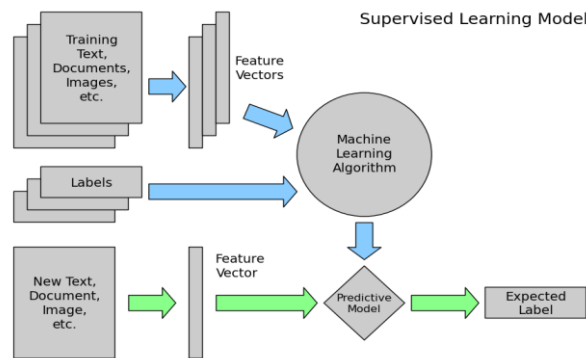 Supervised Learning Model
Training
Text,
Documents,
Images,
etc.
Feature
Vectors
Machine
Learning
Algorithm
Labels
New Text,
Document,
Image,
etc.
Feature
Vector
Predictive
Model
Expected
Label